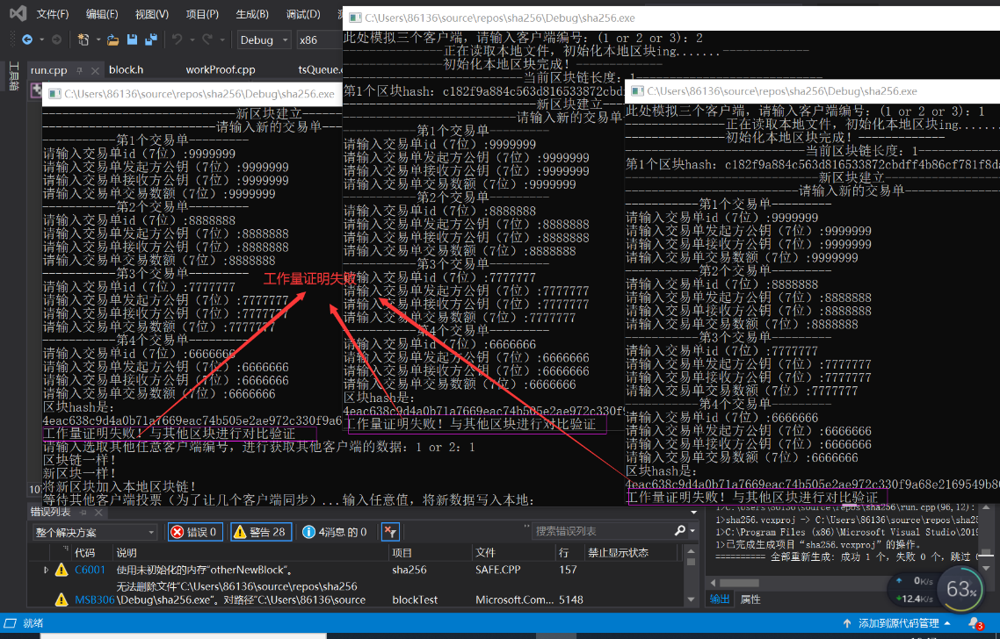 文件(F) 编辑(E) 视图(V) 项目(P) 生成(B) 调试(D)
Debug x86
run.cpp block.h workProof.cpp tsQueue.c
工具箱
C:\Users\86136\source\repos\sha256\Debug\sha256.exe
--------------------------新区块建立-----
-----------------------请输入新的交易单---
----------第1个交易单---------
请输入交易单id（7位）:9999999
请输入交易单发起方公钥（7位）:9999999
请输入交易单接收方公钥（7位）:9999999
请输入交易单交易数额（7位）:9999999
----------第2个交易单---------
请输入交易单id（7位）:8888888
请输入交易单发起方公钥（7位）:8888888
请输入交易单接收方公钥（7位）:8888888
请输入交易单交易数额（7位）:8888888
----------第3个交易单---------
请输入交易单id（7位）:7777777
请输入交易单发起方公钥（7位）:7777777
请输入交易单接收方公钥（7位）:7777777
请输入交易单交易数额（7位）:7777777
----------第4个交易单---------
请输入交易单id（7位）:6666666
请输入交易单发起方公钥（7位）:6666666
请输入交易单接收方公钥（7位）:6666666
请输入交易单交易数额（7位）:6666666
区块hash是:
4eac638c9d4a0b71a7669eac74b505e2ae972c330f9a6
工作量证明失败！与其他区块进行对比验证
请输入选取其他任意客户端编号，进行获取其他客户端的数据：1 or 2：1
区块链一样！
新区块一样！
将新区块加入本地区块链！
等待其他客户端投票（为了让几个客户端同步）...输入任意值，将新数据写入本地：
工作量证明失败
C:\Users\86136\source\repos\sha256\Debug\sha256.exe
此处模拟三个客户端，请输入客户端编号：(1 or 2 or 3)：2
--------------正在读取本地文件，初始化本地区块ing.......------------
--------------初始化本地区块完成！------------
-------------------------当前区块链长度：1--------------------------
第1个区块hash：c182f9a884c563d816533872cbd
--------------------------新区块建立-----
-----------------------请输入新的交易单---
----------第1个交易单---------
请输入交易单id（7位）:9999999
请输入交易单发起方公钥（7位）:9999999
请输入交易单接收方公钥（7位）:9999999
请输入交易单交易数额（7位）:9999999
----------第2个交易单---------
请输入交易单id（7位）:8888888
请输入交易单发起方公钥（7位）:8888888
请输入交易单接收方公钥（7位）:8888888
请输入交易单交易数额（7位）:8888888
----------第3个交易单---------
请输入交易单id（7位）:7777777
请输入交易单发起方公钥（7位）:7777777
请输入交易单接收方公钥（7位）:7777777
请输入交易单交易数额（7位）:7777777
----------第4个交易单---------
请输入交易单id（7位）:6666666
请输入交易单发起方公钥（7位）:6666666
请输入交易单接收方公钥（7位）:6666666
请输入交易单交易数额（7位）:6666666
区块hash是:
4eac638c9d4a0b71a7669eac74b505e2ae972c330f9
工作量证明失败！与其他区块进行对比验证
C:\Users\86136\source\repos\sha256\Debug\sha256.exe
此处模拟三个客户端，请输入客户端编号：(1 or 2 or 3)：1
--------------正在读取本地文件，初始化本地区块ing......
--------------初始化本地区块完成！------------
-------------------------当前区块链长度：1-----------
第1个区块hash：c182f9a884c563d816533872cbdff4b86cf781f8da
--------------------------新区块建立----------------
-----------------------请输入新的交易单-------------
----------第1个交易单---------
请输入交易单id（7位）:9999999
请输入交易单发起方公钥（7位）:9999999
请输入交易单接收方公钥（7位）:9999999
请输入交易单交易数额（7位）:9999999
----------第2个交易单---------
请输入交易单id（7位）:8888888
请输入交易单发起方公钥（7位）:8888888
请输入交易单接收方公钥（7位）:8888888
请输入交易单交易数额（7位）:8888888
----------第3个交易单---------
请输入交易单id（7位）:7777777
请输入交易单发起方公钥（7位）:7777777
请输入交易单接收方公钥（7位）:7777777
请输入交易单交易数额（7位）:7777777
----------第4个交易单---------
请输入交易单id（7位）:6666666
请输入交易单发起方公钥（7位）:6666666
请输入交易单接收方公钥（7位）:6666666
请输入交易单交易数额（7位）:6666666
区块hash是:
4eac638c9d4a0b71a7669eac74b505e2ae972c330f9a68e2169549b8
工作量证明失败！与其他区块进行对比验证
错误列表
整个解决方案 错误 0 警告 28 4消息 的 0 搜索错误列表
代码 说明 项目 文件 行 禁止显示状态
C6001 使用未初始化的内存“otherNewBlock”。 sha256 SAFE.CPP 157
无法删除文件“C:\Users\86136\source\repos\sha256
MSB306 \Debug\sha256.exe”。对路径“C:\Users\86136\source blockTest Microsoft.Com... 5148
1>C:\Users\86136\source\repos\sha256\run.cpp(96,12):
1>sha256.vcxproj -> C:\Users\86136\source\repos\sha25
1>C:\Program Files (x86)\Microsoft Visual Studio\2019
1>已完成生成项目“sha256.vcxproj”的操作。
========== 全部重新生成: 成功 1 个，失败 0 个，跳过
输出 属性
0K/s
12.4K/s
63%
就绪 添加到源代码管理 3